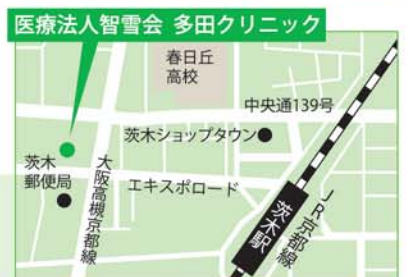 医療法人智雪会 多田クリニック
春日丘
高校
中央通139号
茨木ショップタウン
茨木
郵便局
大阪高槻京都線
エキスポロード
茨木駅
JR京都線